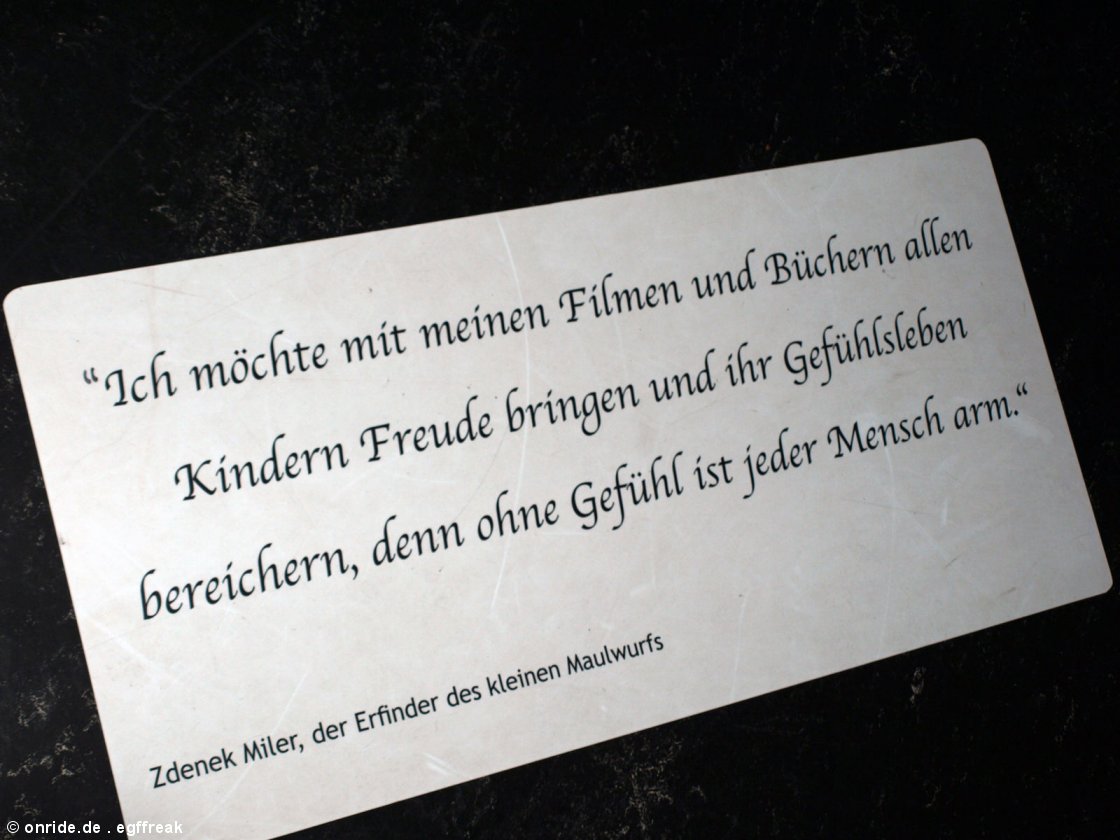 “Ich möchte mit meinen Filmen und Büchern allen
Kindern Freude bringen und ihr Gefühlsleben
bereichern, denn ohne Gefühl ist jeder Mensch arm.“
Zdenek Miler, der Erfinder des kleinen Maulwurfs
© onride.de . egffreak